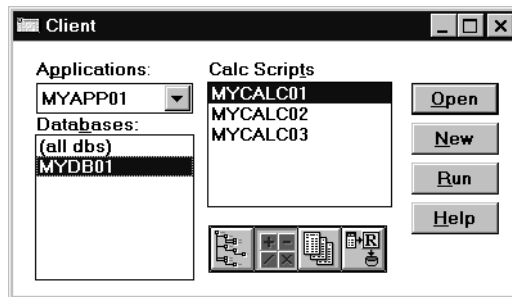 Client
Applications:
MYAPP01
Databases:
(all dbs)
MYDB01
Calc Scripts
MYCALC01
MYCALC02
MYCALC03
Open
New
Run
Help
R